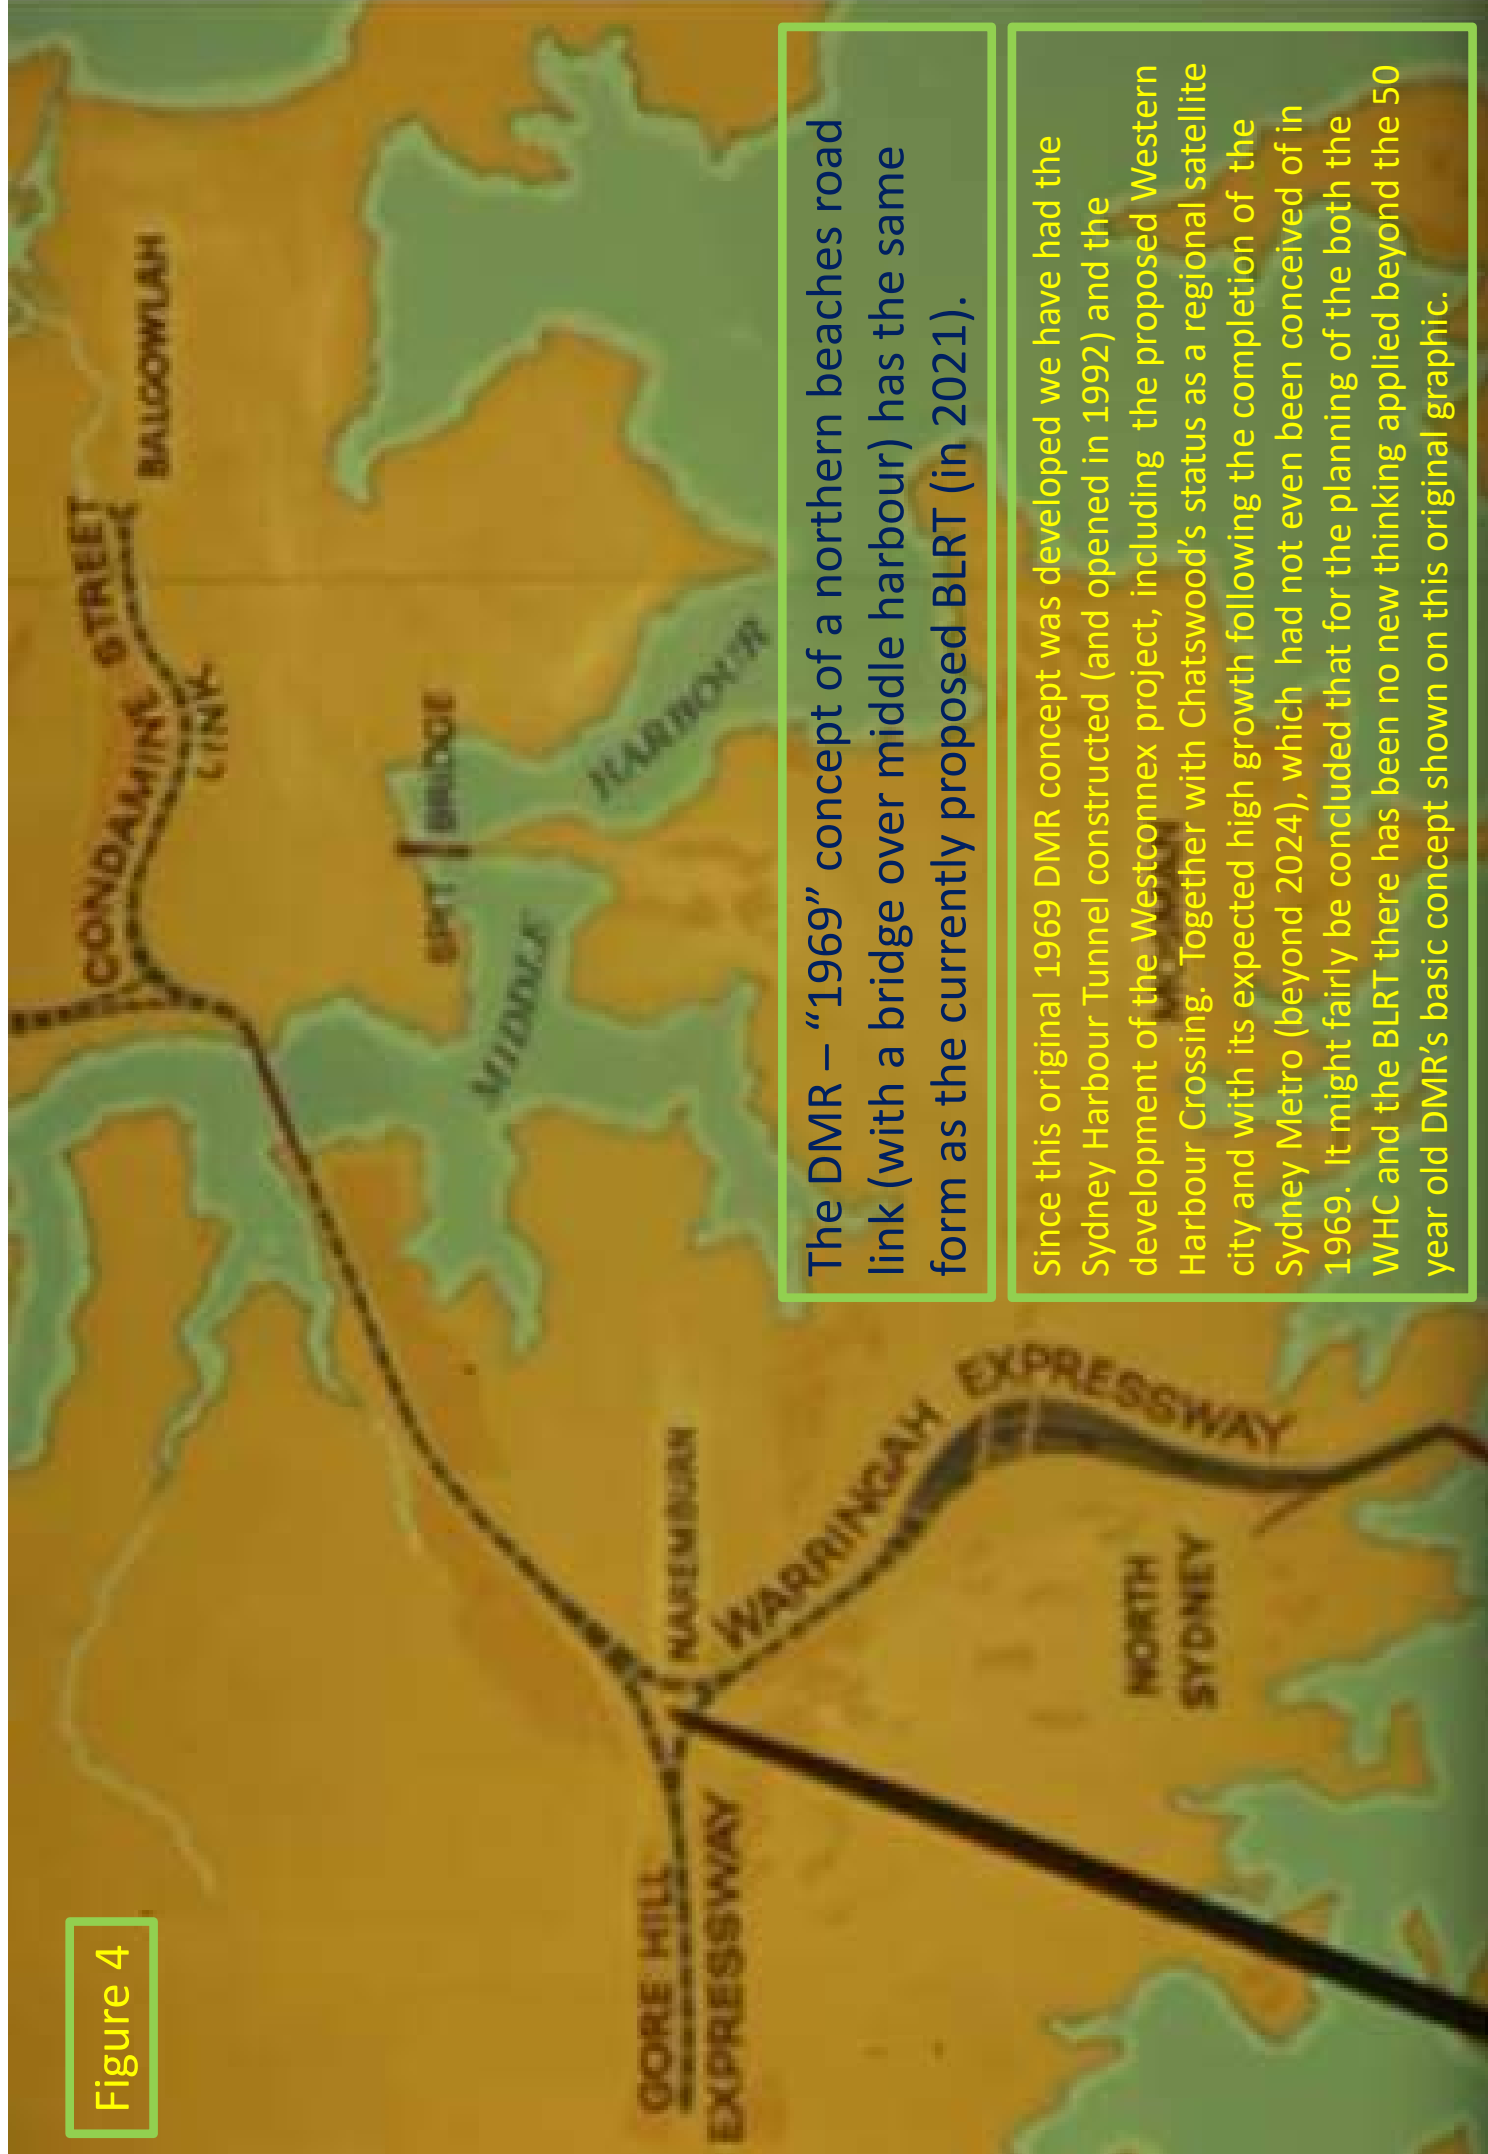 Figure 4
CONDAMINE STREET
LINK
BALGOWLAH
SPIT BRIDGE
MIDDLE
HARBOUR
GORE HILL
EXPRESSWAY
NAREMBURN
WARRINGAH EXPRESSWAY
NORTH
SYDNEY
MOSMAN
The DMR – “1969” concept of a northern beaches road
link (with a bridge over middle harbour) has the same
form as the currently proposed BLRT (in 2021).
Since this original 1969 DMR concept was developed we have had the
Sydney Harbour Tunnel constructed (and opened in 1992) and the
development of the Westconnex project, including the proposed Western
Harbour Crossing. Together with Chatswood’s status as a regional satellite
city and with its expected high growth following the completion of the
Sydney Metro (beyond 2024), which had not even been conceived of in
1969. It might fairly be concluded that for the planning of the both the
WHC and the BLRT there has been no new thinking applied beyond the 50
year old DMR’s basic concept shown on this original graphic.